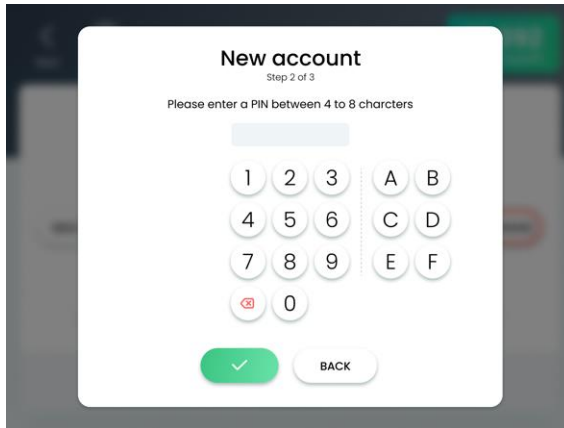 New account
Step 2 of 3
Please enter a PIN between 4 to 8 charcters
1 2 3 A B
4 5 6 C D
7 8 9 E F
0
BACK